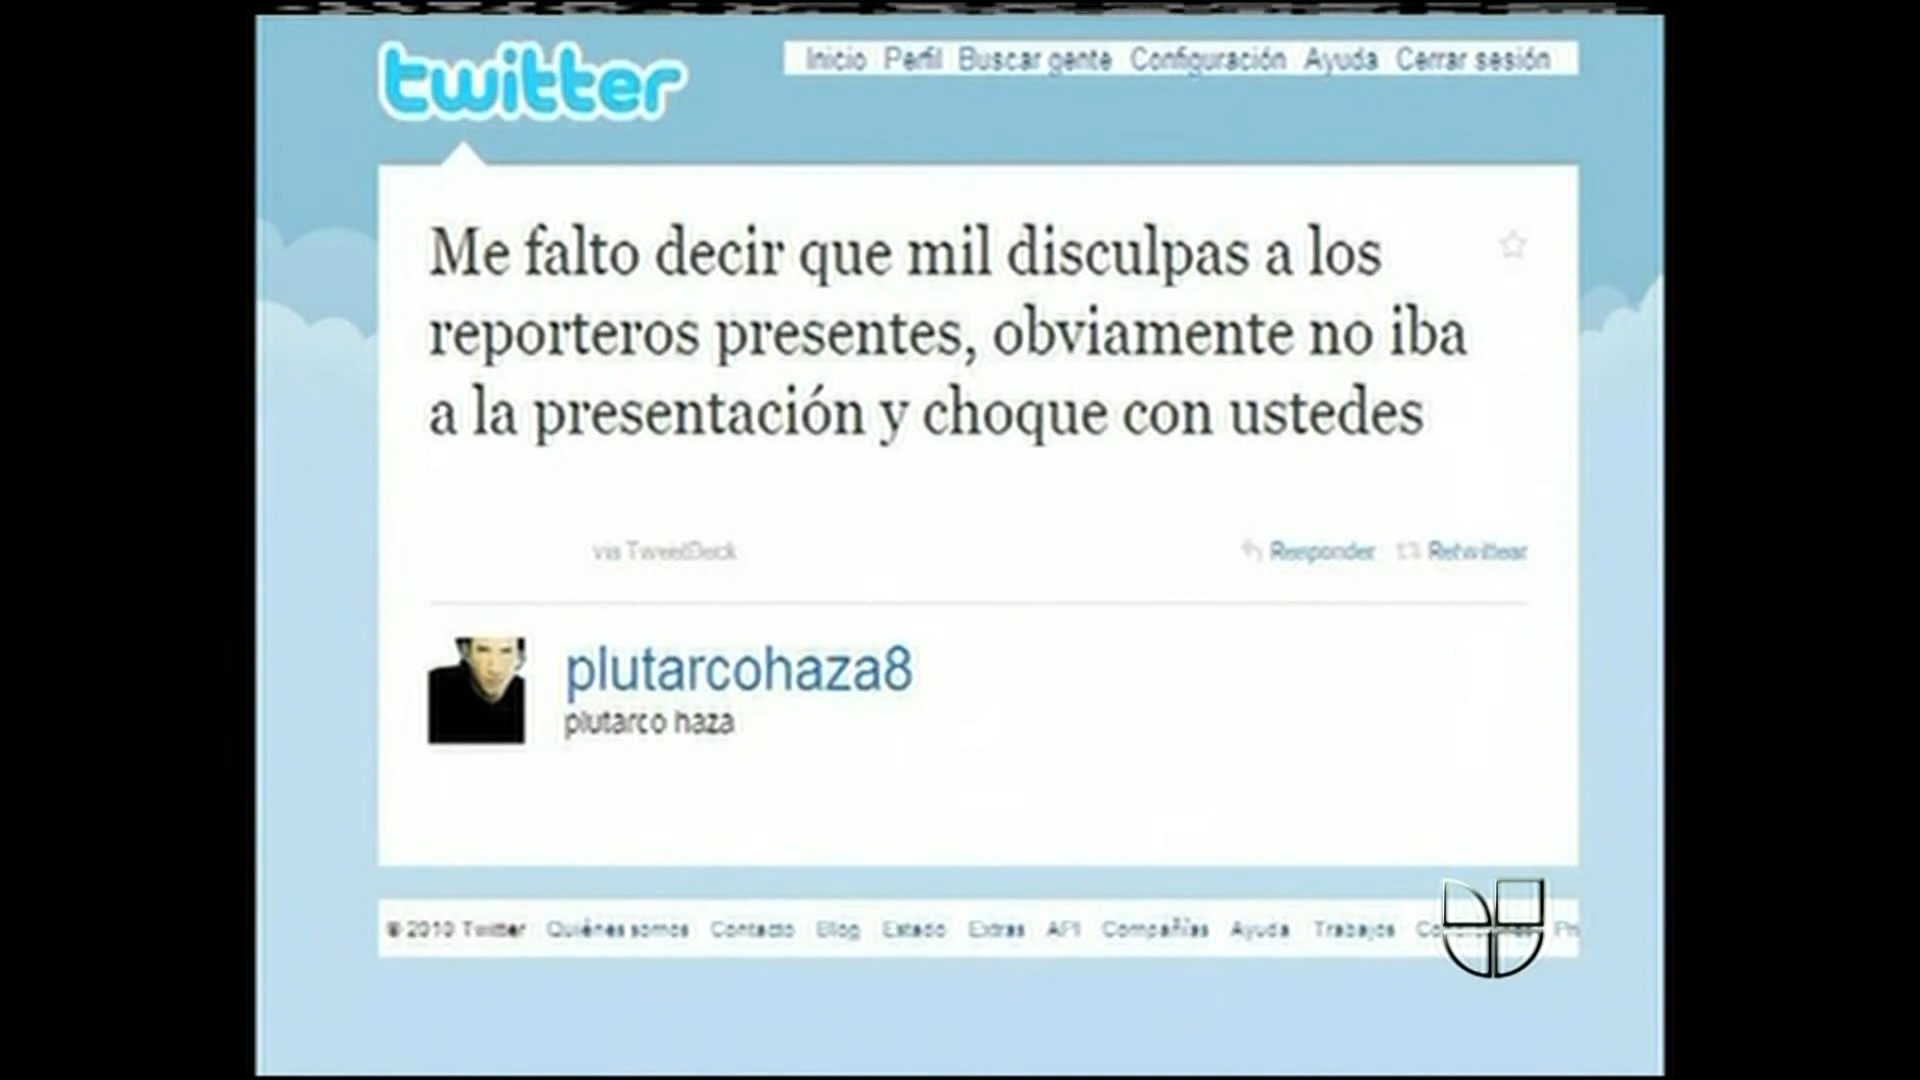 twitter
Inicio Perfil Buscar gente Configuración Ayuda Cerrar sesión
Me falto decir que mil disculpas a los
reporteros presentes, obviamente no iba
a la presentación y choque con ustedes
via TweetDeck
Responder Retwittear
plutarcohaza8
plutarco haza
© 2010 Twitter Quiénes somos Contacto Blog Estado Extras API Compañías Ayuda Trabajos